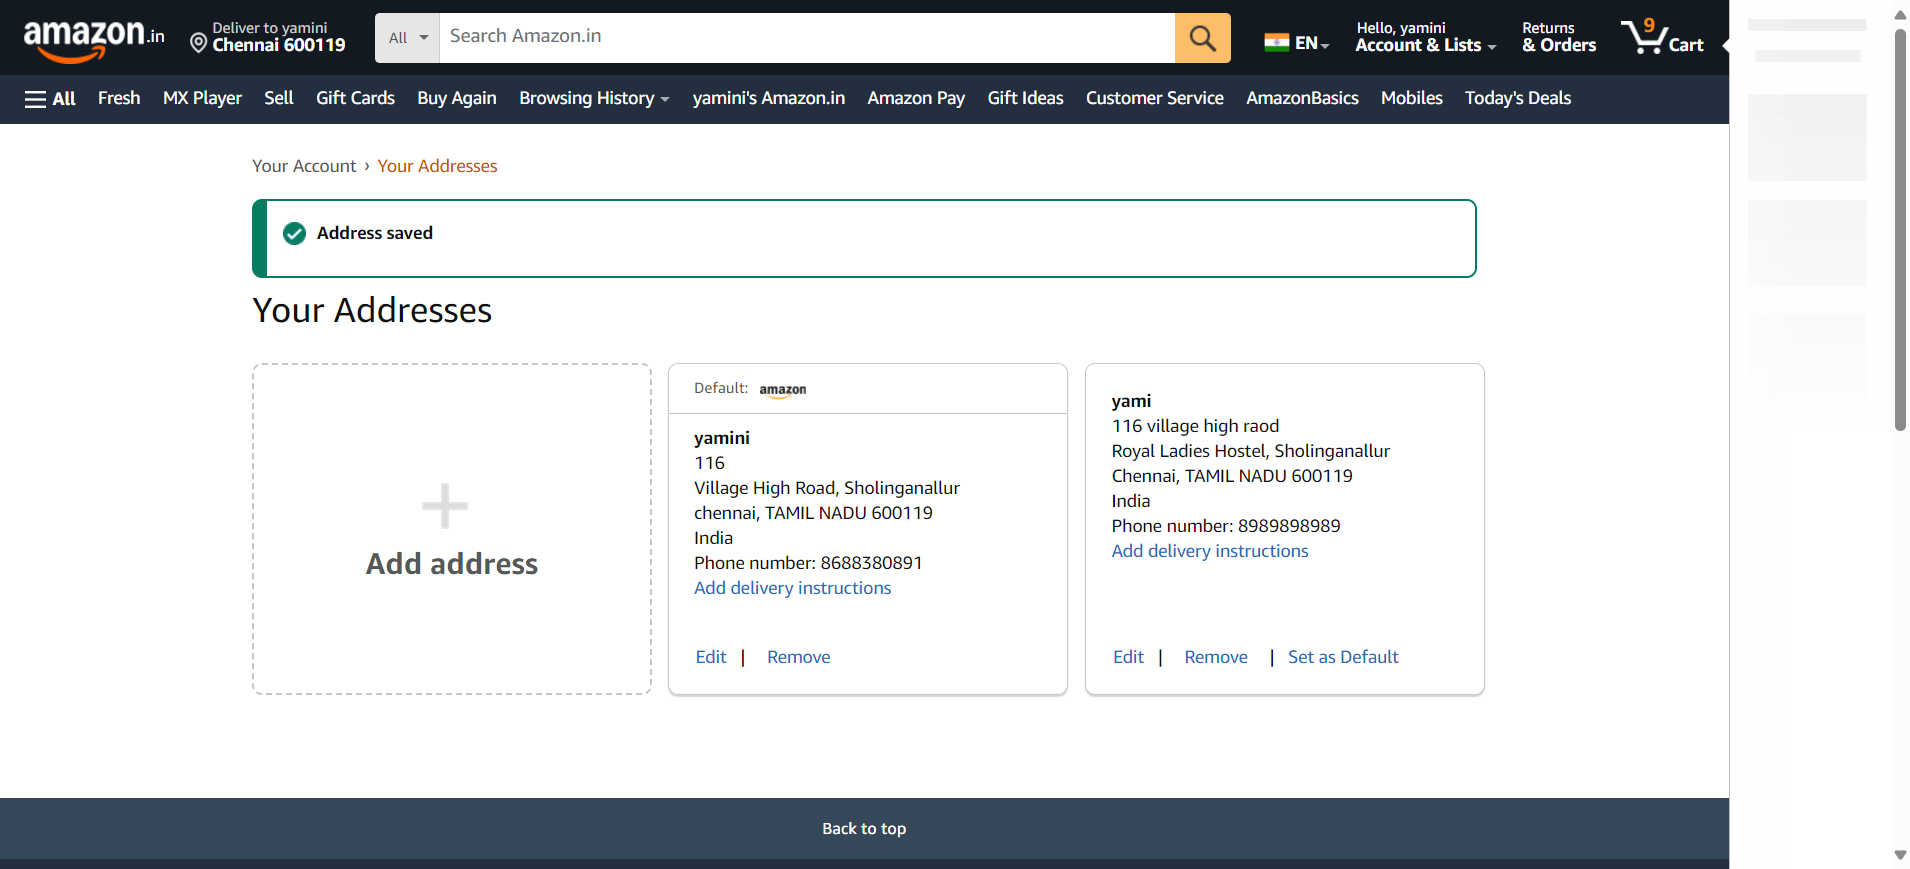 amazon.in
Deliver to yamini
Chennai 600119
All
Search Amazon.in
EN
Hello, yamini
Account & Lists
Returns
& Orders
9
Cart
All Fresh MX Player Sell Gift Cards Buy Again Browsing History yamini's Amazon.in Amazon Pay Gift Ideas Customer Service AmazonBasics Mobiles Today's Deals
Your Account › Your Addresses
Address saved
Your Addresses
Add address
Default: amazon
yamini
116
Village High Road, Sholinganallur
chennai, TAMIL NADU 600119
India
Phone number: 8688380891
Add delivery instructions
Edit | Remove
yami
116 village high raod
Royal Ladies Hostel, Sholinganallur
Chennai, TAMIL NADU 600119
India
Phone number: 8989898989
Add delivery instructions
Edit | Remove | Set as Default
Back to top